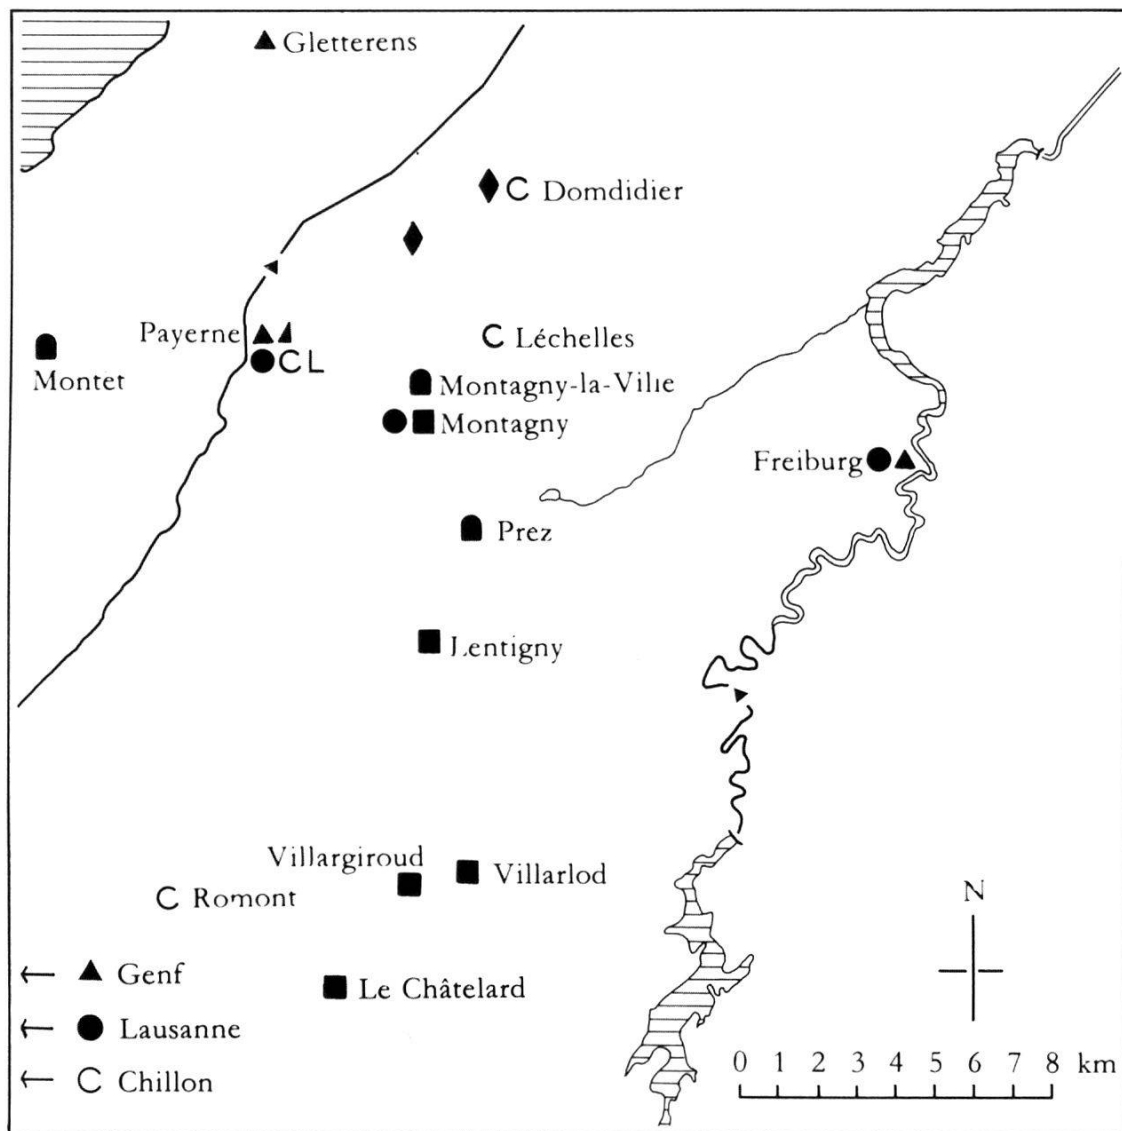 Gletterens
C Domdidier
Payerne
C L
C Léchelles
Montet
Montagny-la-Ville
Montagny
Freiburg
Prez
Lentigny
Villargiroud
Villarlod
C Romont
N
Genf
Le Châtelard
Lausanne
C Chillon
0 1 2 3 4 5 6 7 8 km